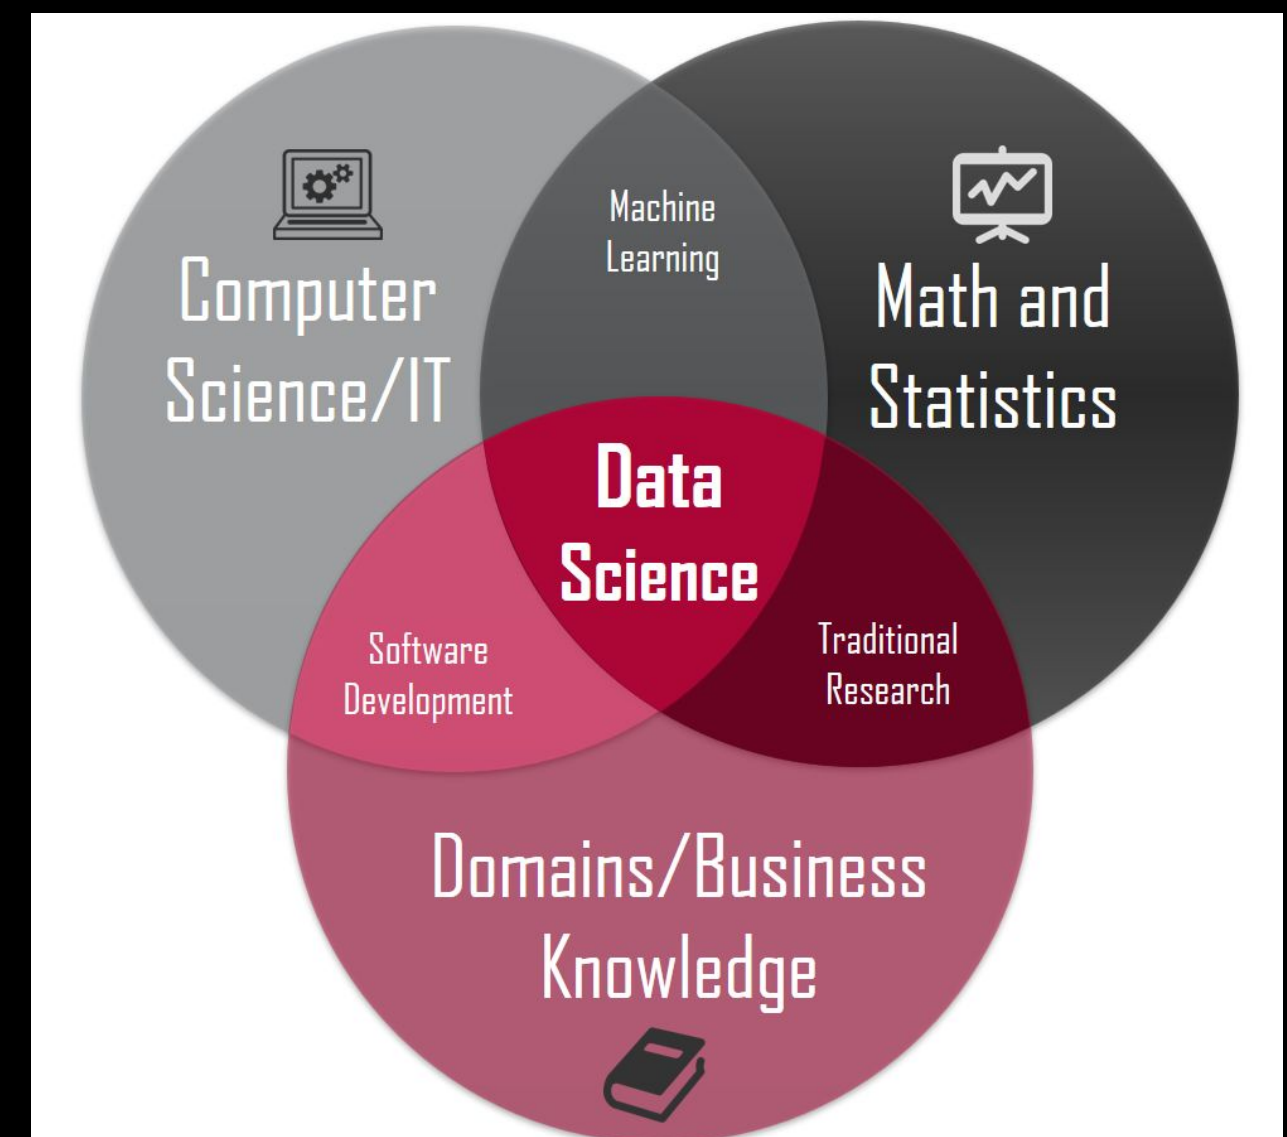 Computer
Science/IT
Machine
Learning
Math and
Statistics
Data
Science
Software
Development
Traditional
Research
Domains/Business
Knowledge